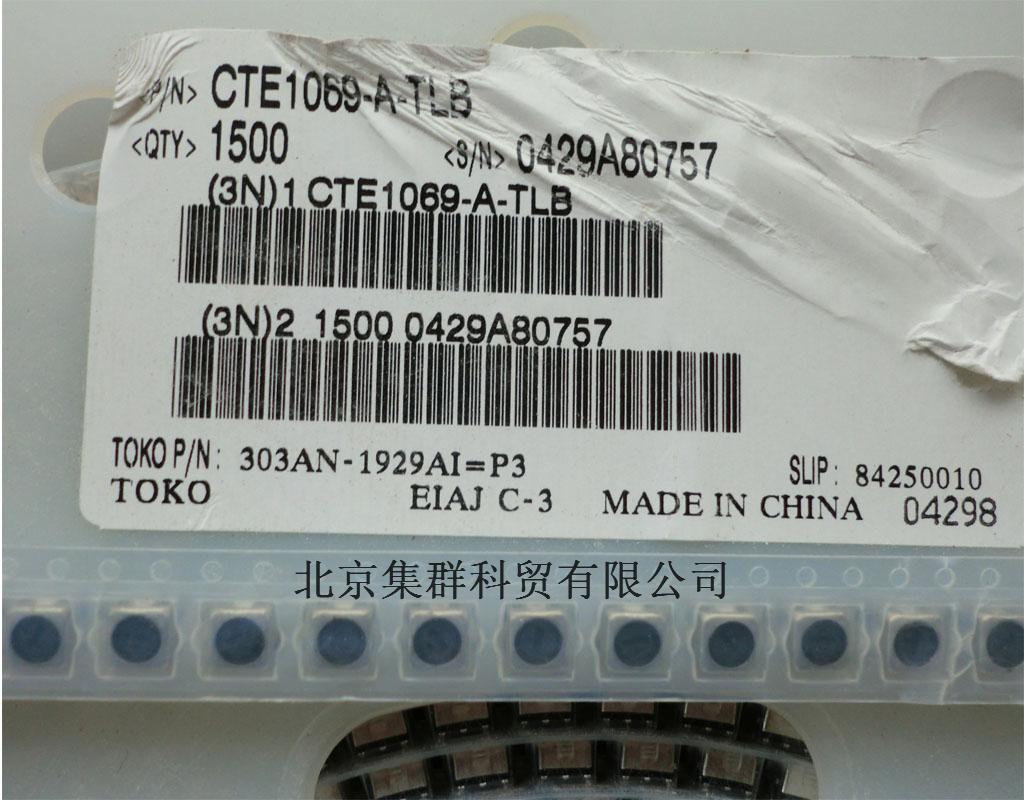 <P/N> CTE1069-A-TLB
<QTY> 1500 <S/N> 0429A80757
(3N)1 CTE1069-A-TLB
(3N)2 1500 0429A80757
TOKO P/N: 303AN-1929AI=P3 SLIP: 84250010
TOKO EIAJ C-3 MADE IN CHINA 04298
北京集群科贸有限公司